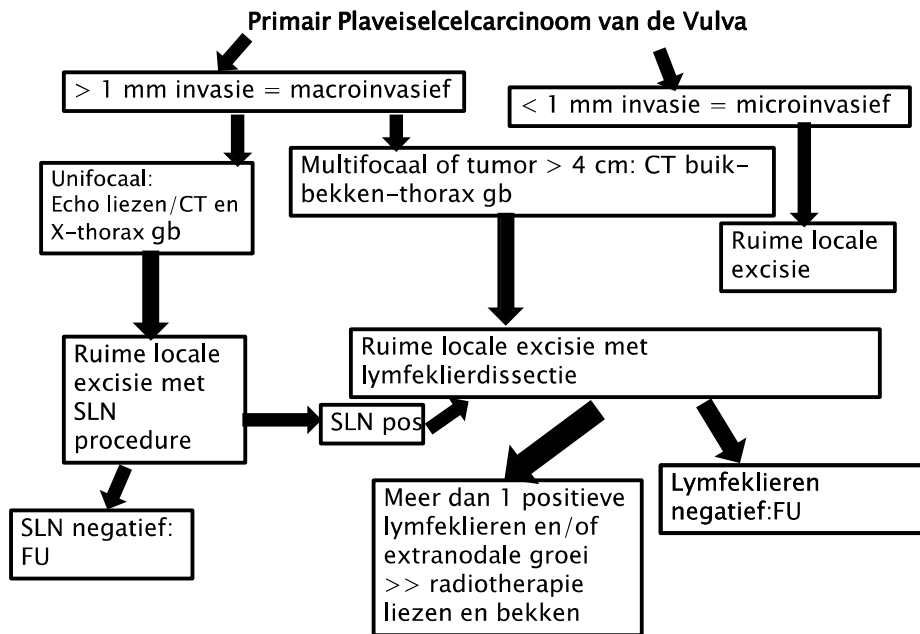 Primair Plaveiselcelcarcinoom van de Vulva
> 1 mm invasie = macroinvasief
< 1 mm invasie = microinvasief
Unifocaal:
Echo liezen/CT en
X-thorax gb
Multifocaal of tumor > 4 cm: CT buik-
bekken-thorax gb
Ruime locale
excisie
Ruime locale
excisie met
SLN
procedure
Ruime locale excisie met
lymfeklierdissectie
SLN pos
SLN negatief:
FU
Meer dan 1 positieve
lymfeklieren en/of
extranodale groei
>> radiotherapie
liezen en bekken
Lymfeklieren
negatief:FU